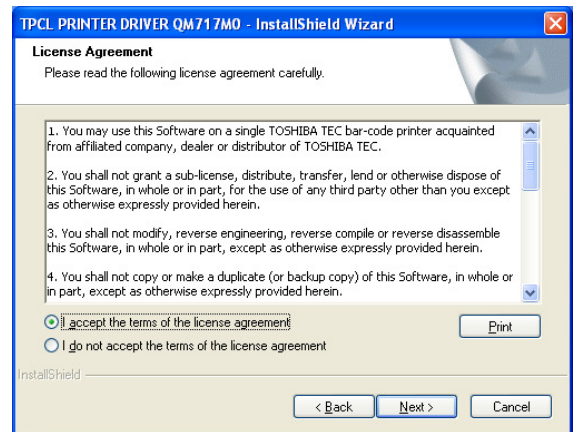 TPCL PRINTER DRIVER QM717M0 - InstallShield Wizard
License Agreement
Please read the following license agreement carefully.
1. You may use this Software on a single TOSHIBA TEC bar-code printer acquainted
from affiliated company, dealer or distributor of TOSHIBA TEC.
2. You shall not grant a sub-license, distribute, transfer, lend or otherwise dispose of
this Software, in whole or in part, for the use of any third party other than you except
as otherwise expressly provided herein.
3. You shall not modify, reverse engineering, reverse compile or reverse disassemble
this Software, in whole or in part, except as otherwise expressly provided herein.
4. You shall not copy or make a duplicate (or backup copy) of this Software, in whole or
in part, except as otherwise expressly provided herein.
I accept the terms of the license agreement
Print
I do not accept the terms of the license agreement
InstallShield
< Back
Next >
Cancel